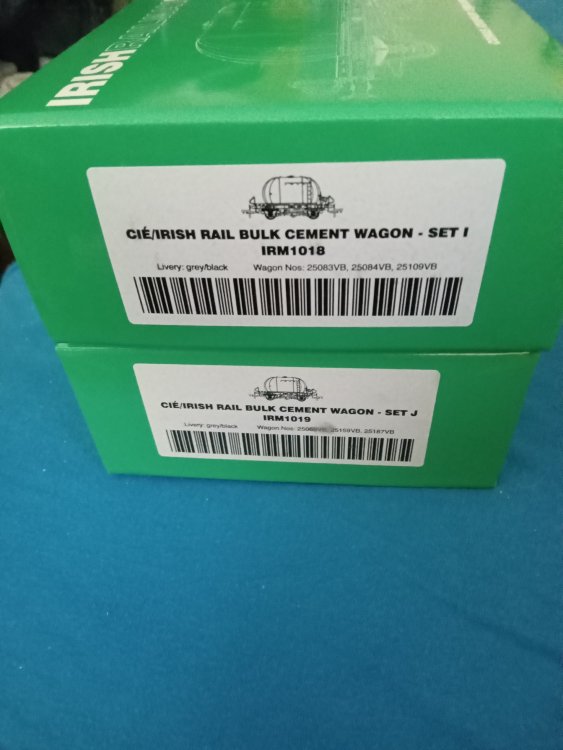 IRISH
CIÉ/IRISH RAIL BULK CEMENT WAGON - SET I
IRM1018
Livery: grey/black Wagon Nos: 25083VB, 25084VB, 25109VB
CIÉ/IRISH RAIL BULK CEMENT WAGON - SET J
IRM1019
Livery: grey/black Wagon Nos: 25159VB, 25187VB